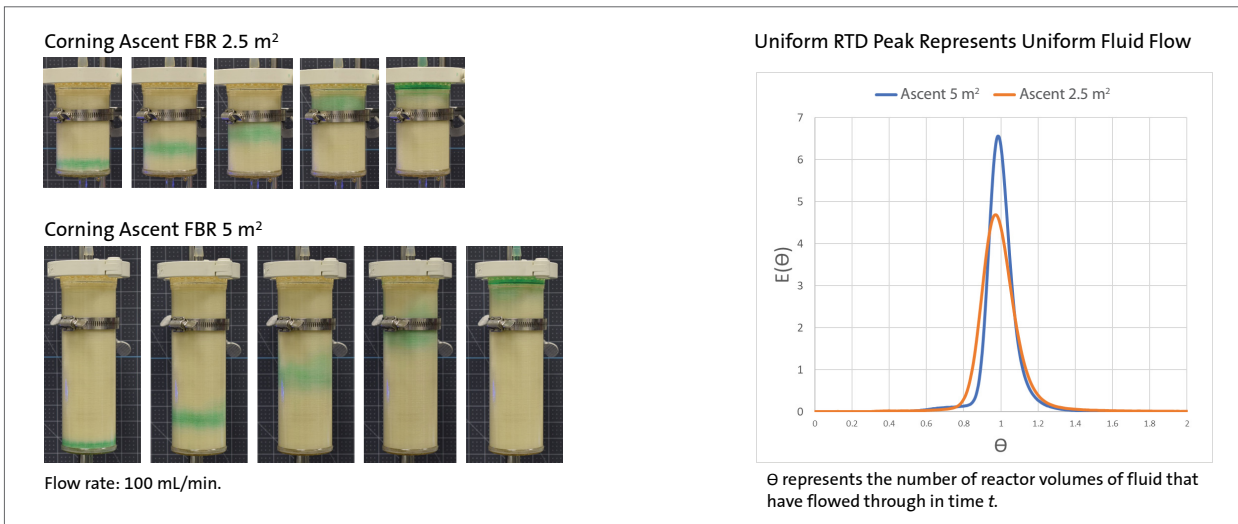 Corning Ascent FBR 2.5 m²
Corning Ascent FBR 5 m²
Flow rate: 100 mL/min.
Uniform RTD Peak Represents Uniform Fluid Flow
Ascent 5 m² Ascent 2.5 m²
7
6
5
4
3
2
1
0
E(Ɵ)
0 0.2 0.4 0.6 0.8 1 1.2 1.4 1.6 1.8 2
Ɵ
Ɵ represents the number of reactor volumes of fluid that
have flowed through in time t.